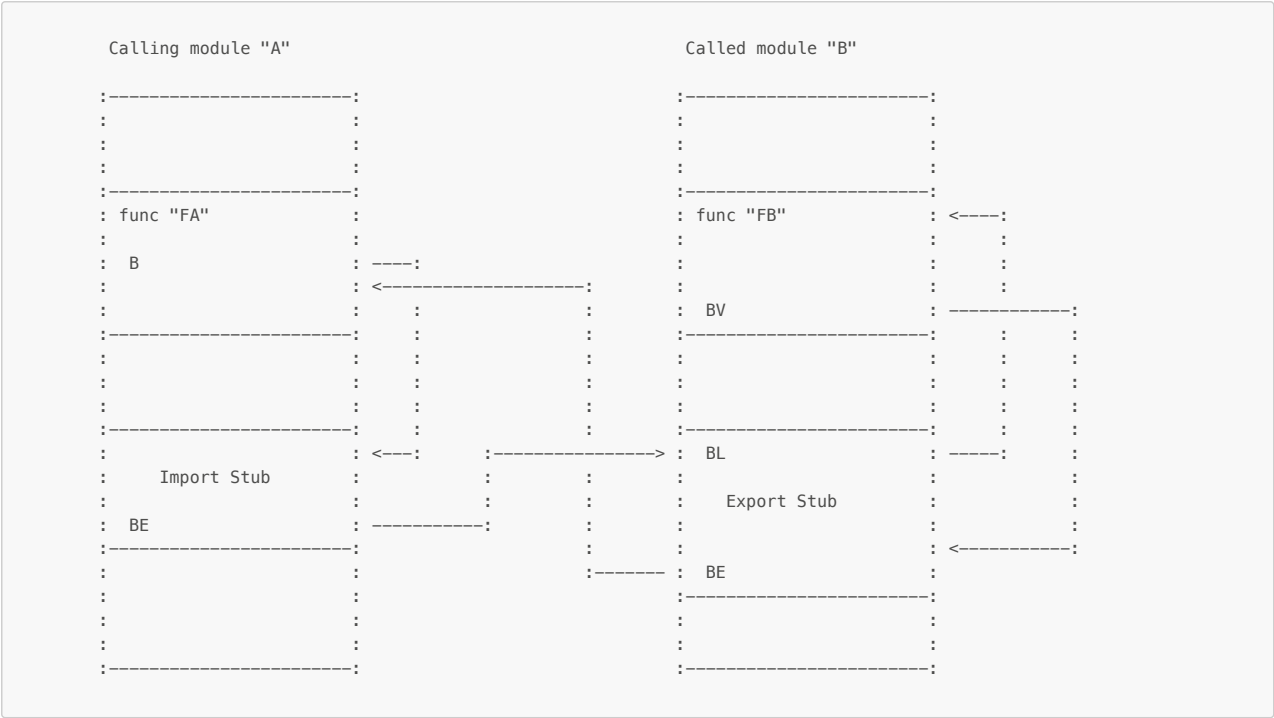 Calling module "A" Called module "B"
func "FA" func "FB"
B
BV
BL
Import Stub
Export Stub
BE
BE